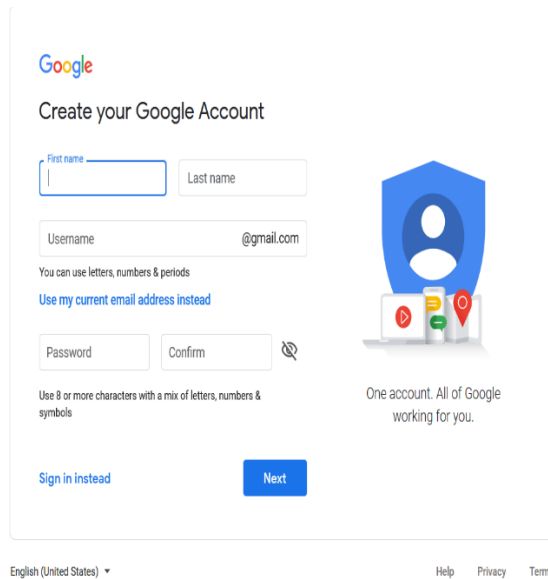 Google
Create your Google Account
First name
Last name
Username @gmail.com
You can use letters, numbers & periods
Use my current email address instead
Password
Confirm
Use 8 or more characters with a mix of letters, numbers &
symbols
One account. All of Google
working for you.
Sign in instead
Next
English (United States)
Help Privacy Term